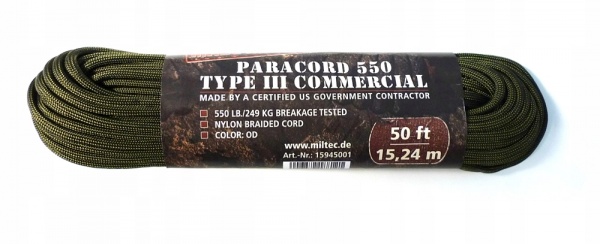 PARACORD 550
TYPE III COMMERCIAL
MADE BY A CERTIFIED US GOVERNMENT CONTRACTOR
550 LB/249 KG BREAKAGE TESTED
NYLON BRAIDED CORD
COLOR: OD
50 ft
15,24 m
www.miltec.de
Art.-Nr.: 15945001